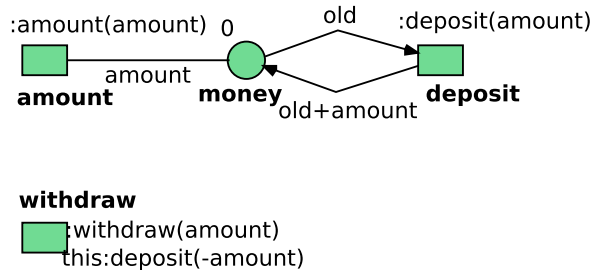 :amount(amount)
0
old
:deposit(amount)
amount
amount
money
deposit
old+amount
withdraw
:withdraw(amount)
this:deposit(-amount)